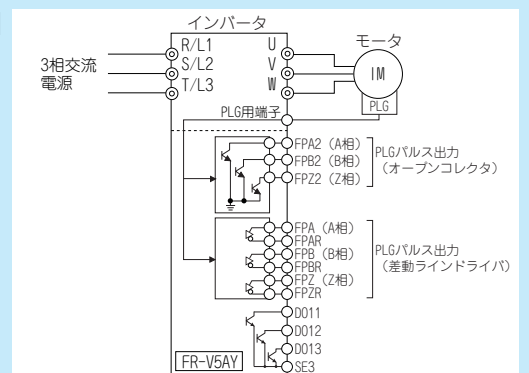 インバータ
R/L1
S/L2
T/L3
3相交流
電源
U
V
W
モータ
IM
PLG
PLG用端子
FPA2 (A相)
FPB2 (B相)
FPZ2 (Z相)
PLGパルス出力
(オープンコレクタ)
FPA (A相)
FPAR
FPB (B相)
FPBR
FPZ (Z相)
FPZR
PLGパルス出力
(差動ラインドライバ)
DO11
DO12
DO13
SE3
FR-V5AY